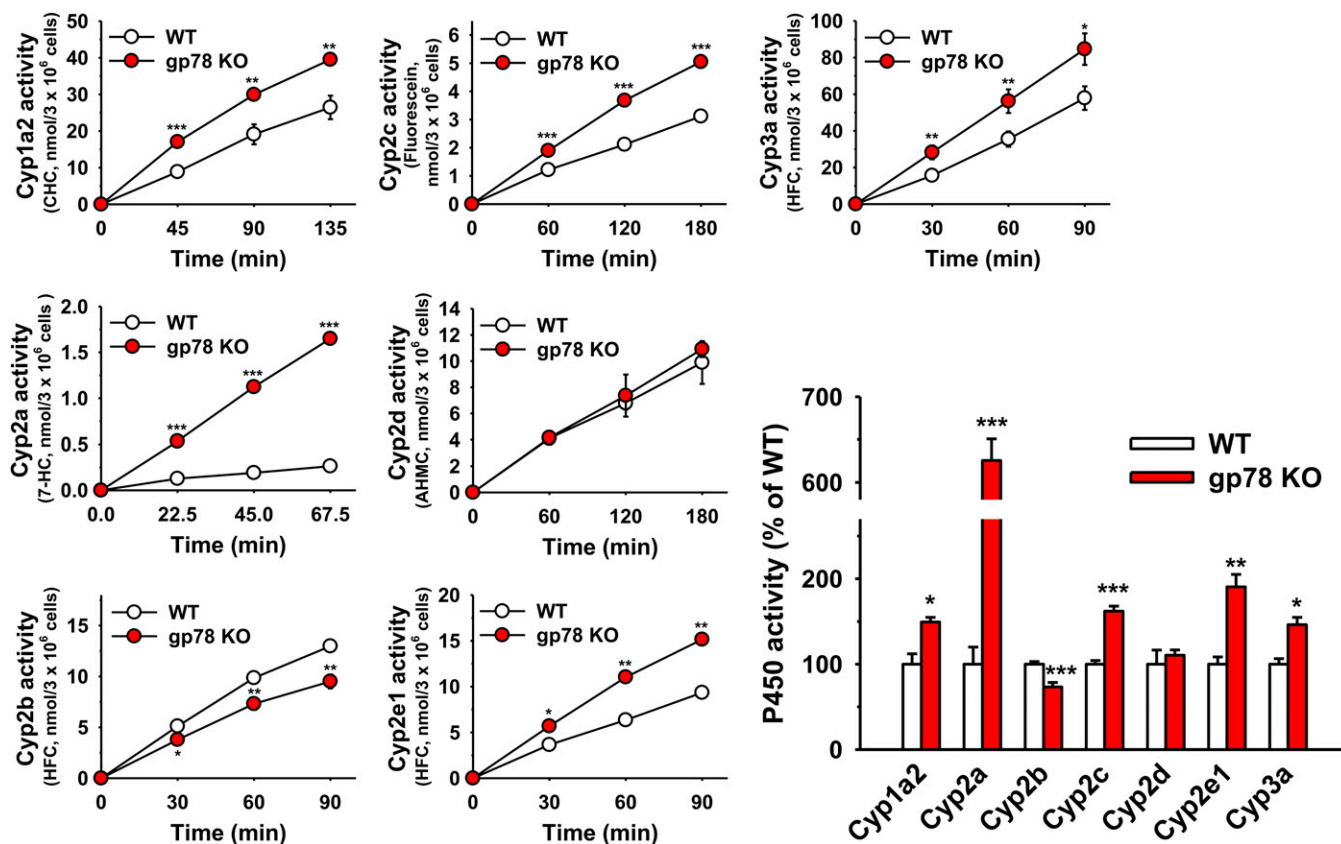 Cyp1a2 activity
(CHC, nmol/3 x 10⁶ cells)
50
40
30
20
10
0
WT
gp78 KO
***
**
**
0 45 90 135
Time (min)
Cyp2c activity
(Fluorescein,
nmol/3 x 10⁶ cells)
6
5
4
3
2
1
0
WT
gp78 KO
***
***
***
0 60 120 180
Time (min)
Cyp3a activity
(HFC, nmol/3 x 10⁶ cells)
100
80
60
40
20
0
WT
gp78 KO
**
**
*
0 30 60 90
Time (min)
Cyp2a activity
(7-HC, nmol/3 x 10⁶ cells )
2.0
1.5
1.0
0.5
0.0
WT
gp78 KO
***
***
***
0.0 22.5 45.0 67.5
Time (min)
Cyp2d activity
(AHMC, nmol/3 x 10⁶ cells)
14
12
10
8
6
4
2
0
WT
gp78 KO
0 60 120 180
Time (min)
Cyp2b activity
(HFC, nmol/3 x 10⁶ cells)
15
10
5
0
WT
gp78 KO
*
**
**
0 30 60 90
Time (min)
Cyp2e1 activity
(HFC, nmol/3 x 10⁶ cells)
20
15
10
5
0
WT
gp78 KO
*
**
**
0 30 60 90
Time (min)
P450 activity (% of WT)
700
600
200
100
0
WT
gp78 KO
*
***
***
***
**
*
Cyp1a2
Cyp2a
Cyp2b
Cyp2c
Cyp2d
Cyp2e1
Cyp3a